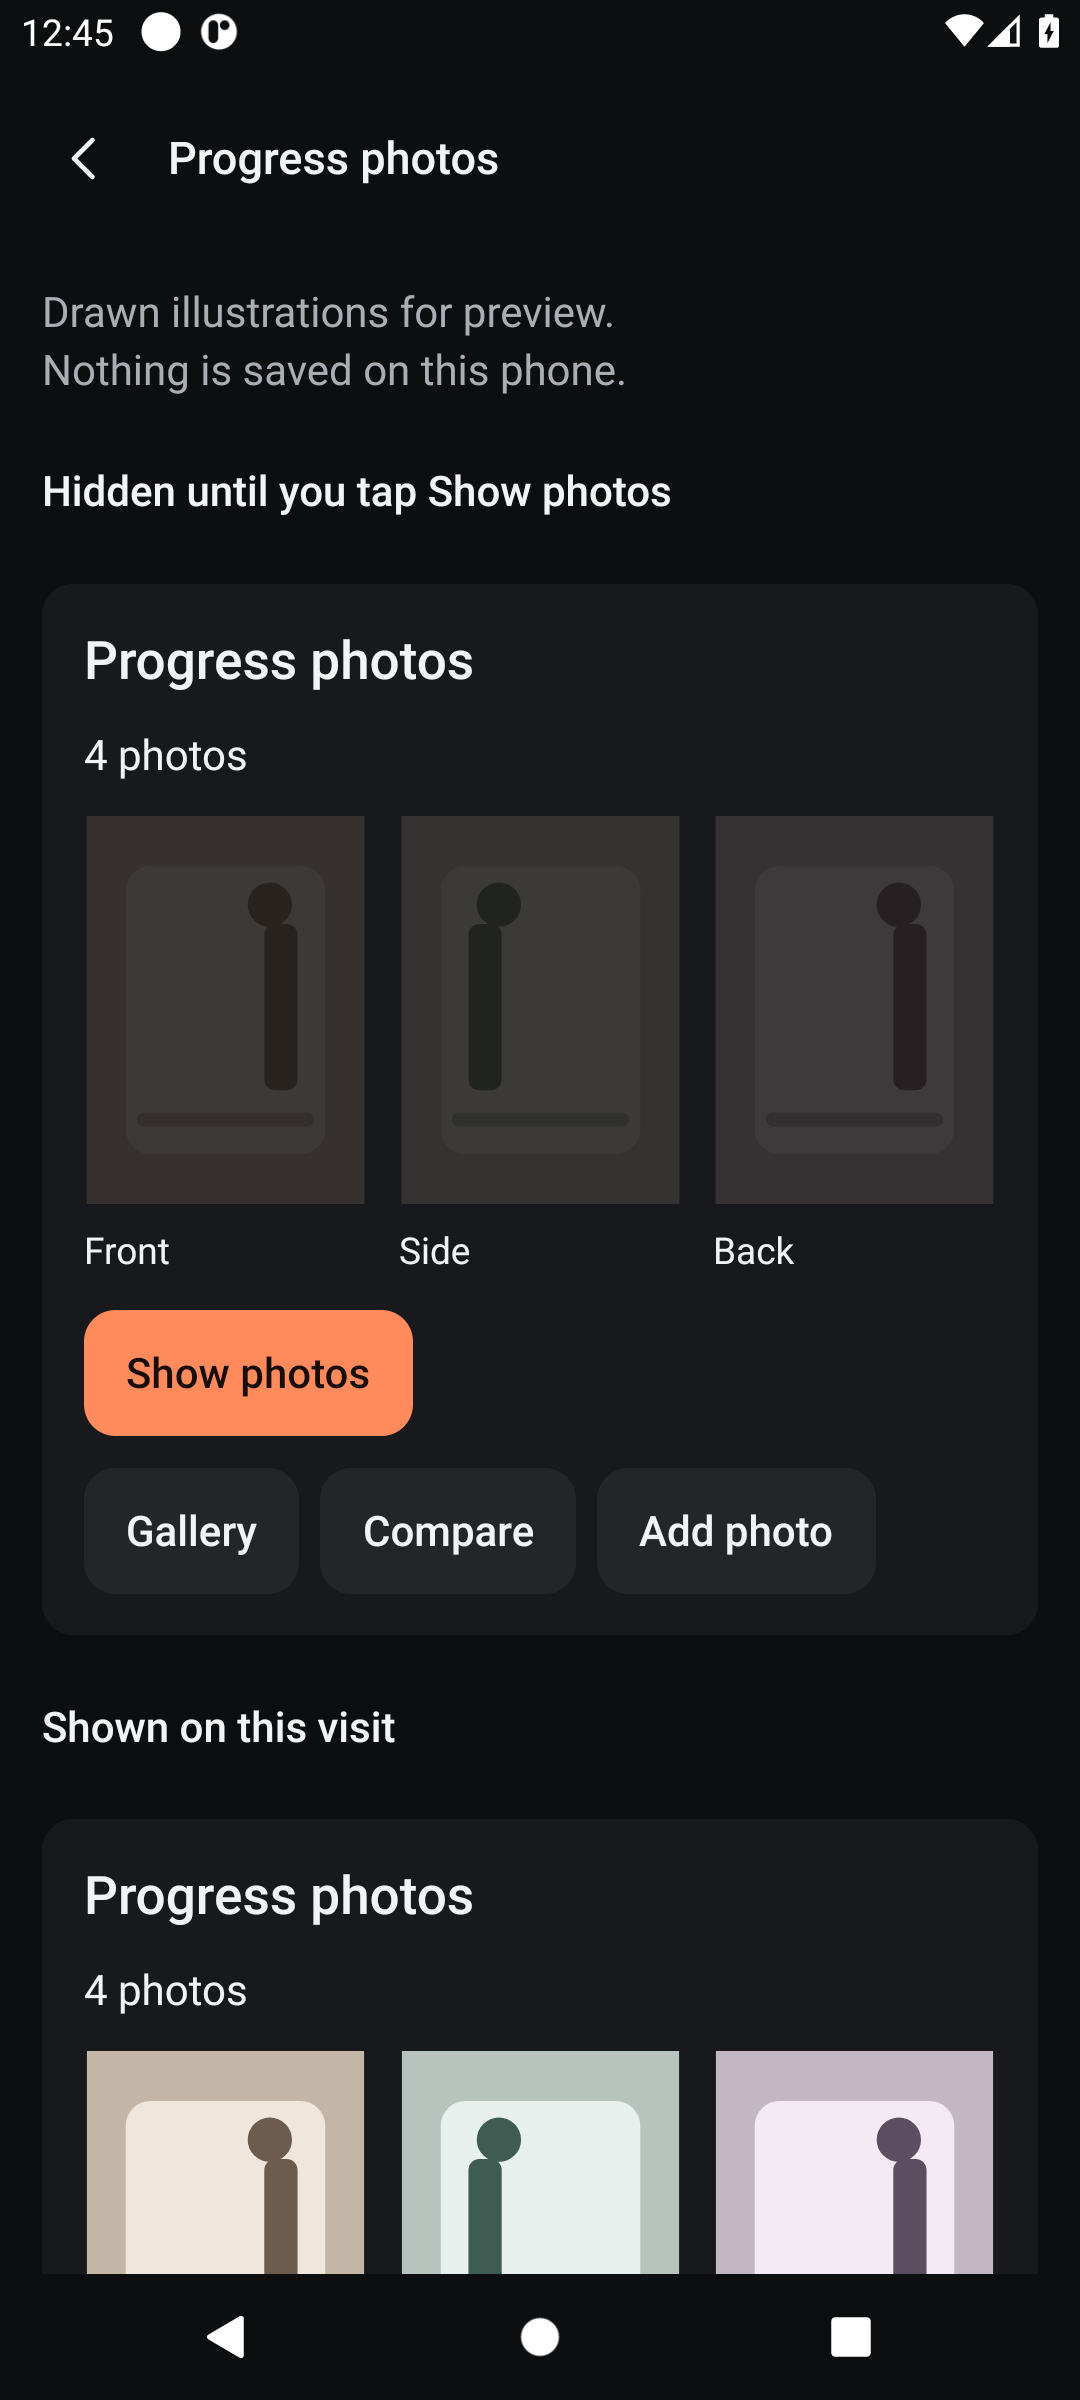 12:45
Progress photos
Drawn illustrations for preview.
Nothing is saved on this phone.
Hidden until you tap Show photos
Progress photos
4 photos
Front
Side
Back
Show photos
Gallery
Compare
Add photo
Shown on this visit
Progress photos
4 photos